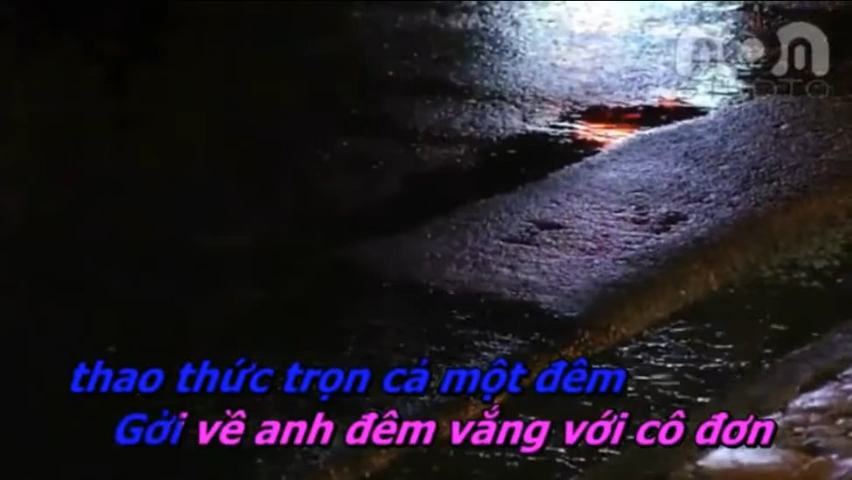 thao thức trọn cả một đêm
Gởi về anh đêm vắng với cô đơn